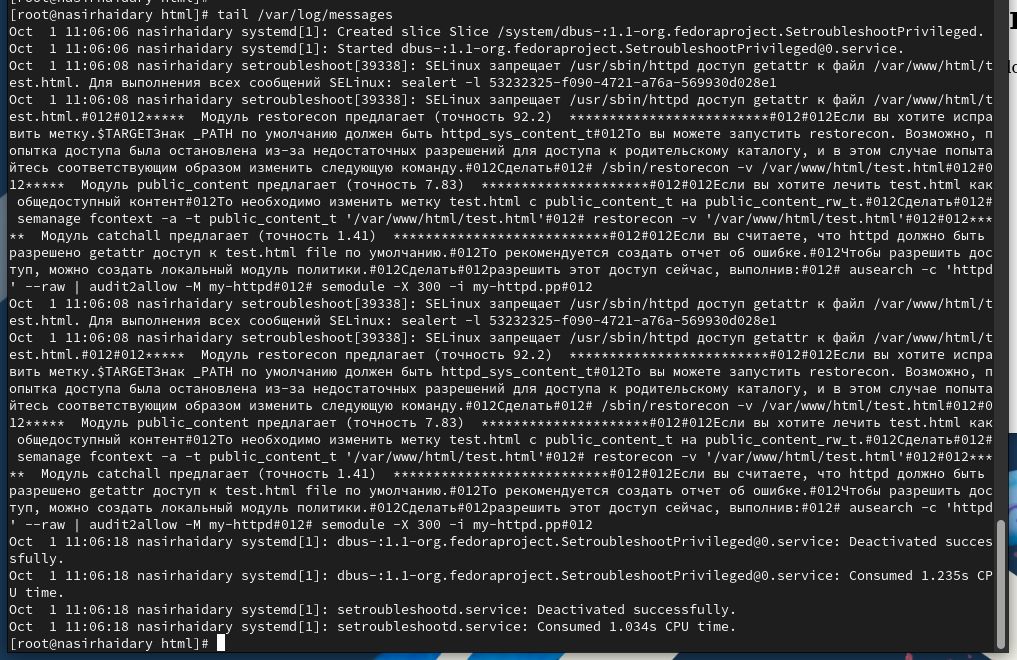 [root@nasirhaidary html]# tail /var/log/messages
Oct  1 11:06:06 nasirhaidary systemd[1]: Created slice Slice /system/dbus-:1.1-org.fedoraproject.SetroubleshootPrivileged.
Oct  1 11:06:06 nasirhaidary systemd[1]: Started dbus-:1.1-org.fedoraproject.SetroubleshootPrivileged@0.service.
Oct  1 11:06:08 nasirhaidary setroubleshoot[39338]: SELinux запрещает /usr/sbin/httpd доступ getattr к файл /var/www/html/t
est.html. Для выполнения всех сообщений SELinux: sealert -l 53232325-f090-4721-a76a-569930d028e1
Oct  1 11:06:08 nasirhaidary setroubleshoot[39338]: SELinux запрещает /usr/sbin/httpd доступ getattr к файл /var/www/html/t
est.html.#012#012*****  Модуль restorecon предлагает (точность 92.2)  *************************#012#012Если вы хотите испра
вить метку.$TARGETЗнак _PATH по умолчанию должен быть httpd_sys_content_t#012То вы можете запустить restorecon. Возможно, п
опытка доступа была остановлена из-за недостаточных разрешений для доступа к родительскому каталогу, и в этом случае попыта
йтесь соответствующим образом изменить следующую команду.#012Сделать#012# /sbin/restorecon -v /var/www/html/test.html#012#0
12*****  Модуль public_content предлагает (точность 7.83)  *********************#012#012Если вы хотите лечить test.html как
 общедоступный контент#012То необходимо изменить метку test.html с public_content_t на public_content_rw_t.#012Сделать#012#
 semanage fcontext -a -t public_content_t '/var/www/html/test.html'#012# restorecon -v '/var/www/html/test.html'#012#012***
**  Модуль catchall предлагает (точность 1.41)  ***************************#012#012Если вы считаете, что httpd должно быть
разрешено getattr доступ к test.html file по умолчанию.#012То рекомендуется создать отчет об ошибке.#012Чтобы разрешить дос
туп, можно создать локальный модуль политики.#012Сделать#012разрешить этот доступ сейчас, выполнив:#012# ausearch -c 'httpd
' --raw | audit2allow -M my-httpd#012# semodule -X 300 -i my-httpd.pp#012
Oct  1 11:06:08 nasirhaidary setroubleshoot[39338]: SELinux запрещает /usr/sbin/httpd доступ getattr к файл /var/www/html/t
est.html. Для выполнения всех сообщений SELinux: sealert -l 53232325-f090-4721-a76a-569930d028e1
Oct  1 11:06:08 nasirhaidary setroubleshoot[39338]: SELinux запрещает /usr/sbin/httpd доступ getattr к файл /var/www/html/t
est.html.#012#012*****  Модуль restorecon предлагает (точность 92.2)  *************************#012#012Если вы хотите испра
вить метку.$TARGETЗнак _PATH по умолчанию должен быть httpd_sys_content_t#012То вы можете запустить restorecon. Возможно, п
опытка доступа была остановлена из-за недостаточных разрешений для доступа к родительскому каталогу, и в этом случае попыта
йтесь соответствующим образом изменить следующую команду.#012Сделать#012# /sbin/restorecon -v /var/www/html/test.html#012#0
12*****  Модуль public_content предлагает (точность 7.83)  *********************#012#012Если вы хотите лечить test.html как
 общедоступный контент#012То необходимо изменить метку test.html с public_content_t на public_content_rw_t.#012Сделать#012#
 semanage fcontext -a -t public_content_t '/var/www/html/test.html'#012# restorecon -v '/var/www/html/test.html'#012#012***
**  Модуль catchall предлагает (точность 1.41)  ***************************#012#012Если вы считаете, что httpd должно быть
разрешено getattr доступ к test.html file по умолчанию.#012То рекомендуется создать отчет об ошибке.#012Чтобы разрешить дос
туп, можно создать локальный модуль политики.#012Сделать#012разрешить этот доступ сейчас, выполнив:#012# ausearch -c 'httpd
' --raw | audit2allow -M my-httpd#012# semodule -X 300 -i my-httpd.pp#012
Oct  1 11:06:18 nasirhaidary systemd[1]: dbus-:1.1-org.fedoraproject.SetroubleshootPrivileged@0.service: Deactivated succes
sfully.
Oct  1 11:06:18 nasirhaidary systemd[1]: dbus-:1.1-org.fedoraproject.SetroubleshootPrivileged@0.service: Consumed 1.235s CP
U time.
Oct  1 11:06:18 nasirhaidary systemd[1]: setroubleshootd.service: Deactivated successfully.
Oct  1 11:06:18 nasirhaidary systemd[1]: setroubleshootd.service: Consumed 1.034s CPU time.
[root@nasirhaidary html]#